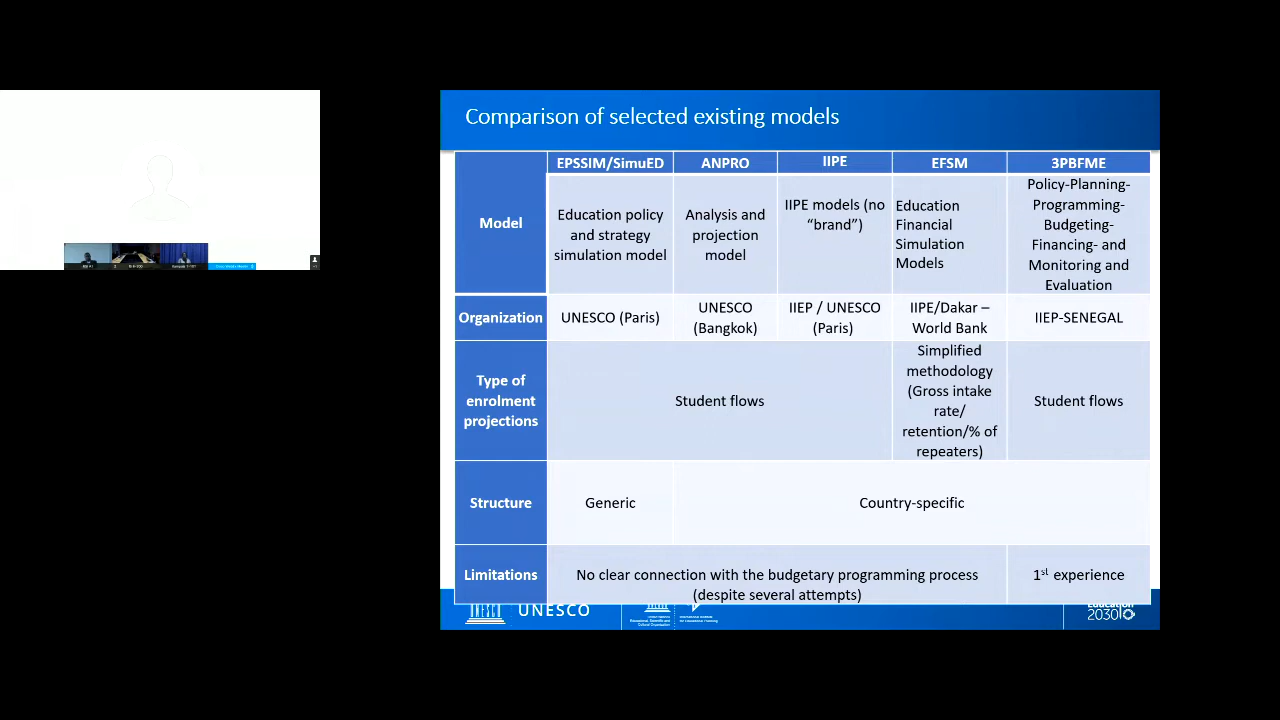 Comparison of selected existing models
EPSSIM/SimuED
ANPRO
IIPE
EFSM
3PBFME
Model
Education policy
and strategy
simulation model
Analysis and
projection
model
IIPE models (no
“brand”)
Education
Financial
Simulation
Models
Policy-Planning-
Programming-
Budgeting-
Financing- and
Monitoring and
Evaluation
Organization
UNESCO (Paris)
UNESCO
(Bangkok)
IIEP / UNESCO
(Paris)
IIPE/Dakar –
World Bank
IIEP-SENEGAL
Type of
enrolment
projections
Student flows
Simplified
methodology
(Gross intake
rate/
retention/% of
repeaters)
Student flows
Structure
Generic
Country-specific
Limitations
No clear connection with the budgetary programming process
(despite several attempts)
1st experience
UNESCO
Education
2030